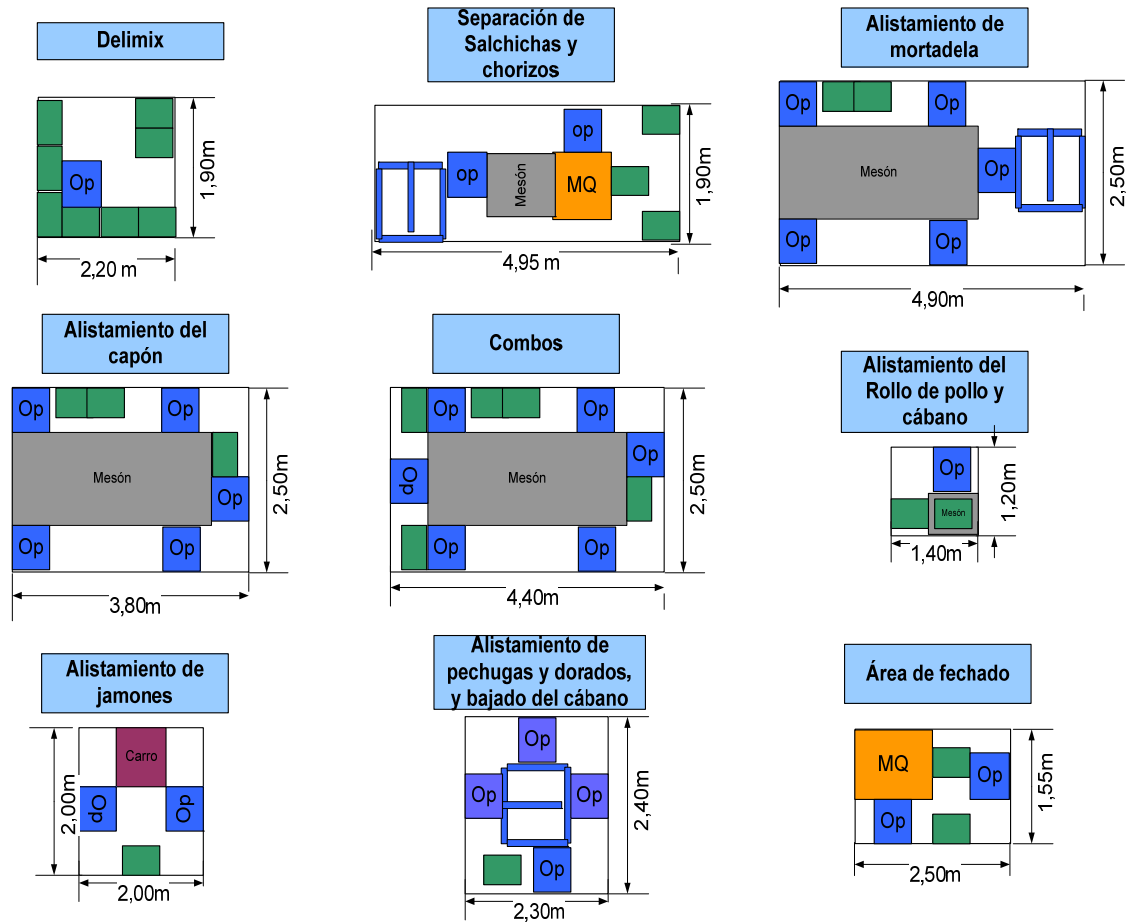 Delimix
Op
1,90m
2,20 m
Separación de
Salchichas y
chorizos
op
op
Mesón
MQ
1,90m
4,95 m
Alistamiento de
mortadela
Op
Op
Mesón
Op
Op
Op
2,50m
4,90m
Alistamiento del
capón
Op
Op
Mesón
Op
Op
Op
2,50m
3,80m
Combos
Op
Op
Op
Mesón
Op
Op
Op
2,50m
4,40m
Alistamiento del
Rollo de pollo y
cábano
Op
Mesón
1,20m
1,40m
Alistamiento de
jamones
Carro
Op
Op
2,00m
2,00m
Alistamiento de
pechugas y dorados,
y bajado del cábano
Op
Op
Op
Op
2,40m
2,30m
Área de fechado
MQ
Op
Op
1,55m
2,50m